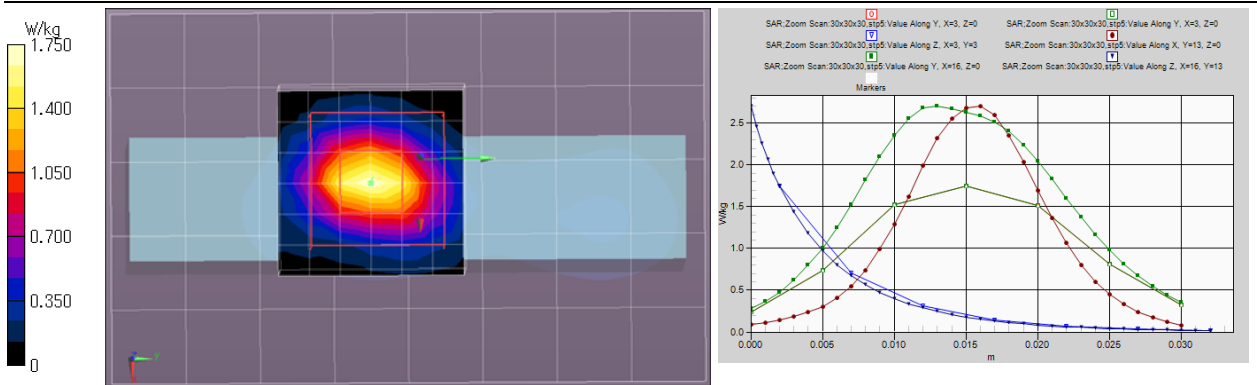 W/kg
1.750
1.400
1.050
0.700
0.350
0
Y
SAR;Zoom Scan:30x30x30,stp5:Value Along Y, X=3, Z=0
SAR;Zoom Scan:30x30x30,stp5:Value Along Y, X=3, Z=0
SAR;Zoom Scan:30x30x30,stp5:Value Along Z, X=3, Y=3
SAR;Zoom Scan:30x30x30,stp5:Value Along X, Y=13, Z=0
SAR;Zoom Scan:30x30x30,stp5:Value Along Y, X=16, Z=0
SAR;Zoom Scan:30x30x30,stp5:Value Along Z, X=16, Y=13
Markers
W/kg
2.5
2.0
1.5
1.0
0.5
0.0
0.000
0.005
0.010
0.015
0.020
0.025
0.030
m